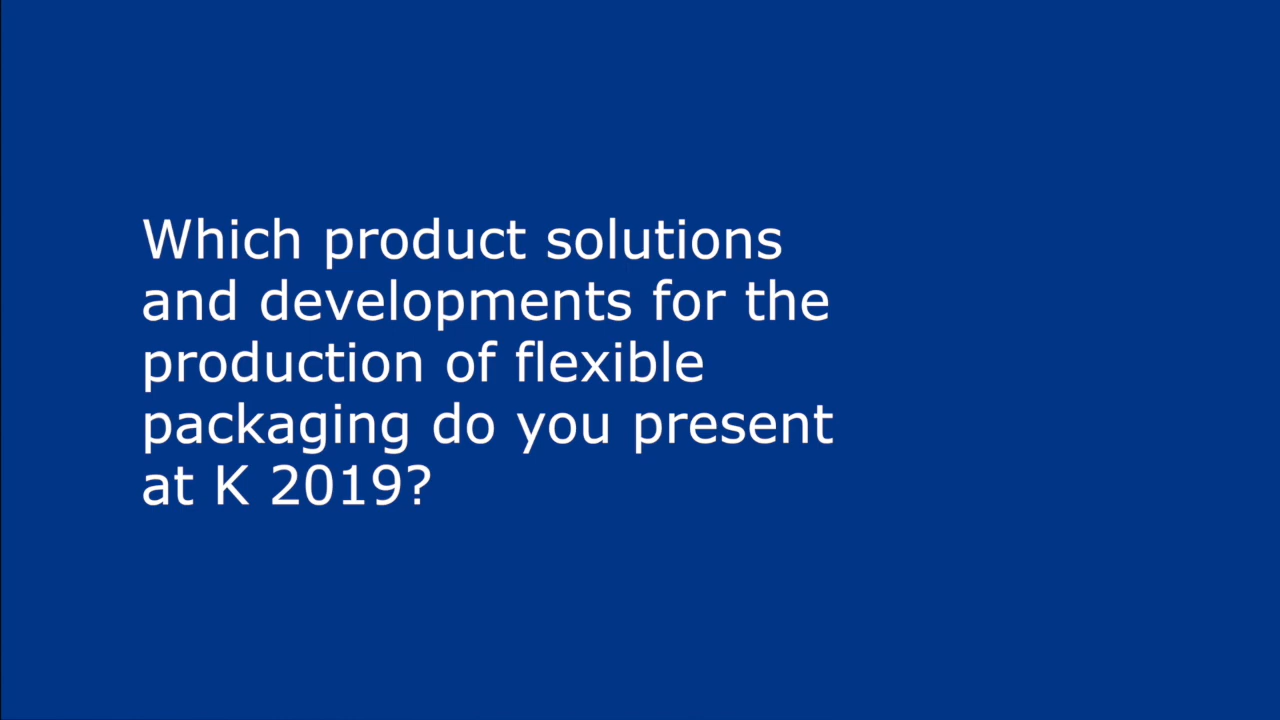 Which product solutions
and developments for the
production of flexible
packaging do you present
at K 2019?